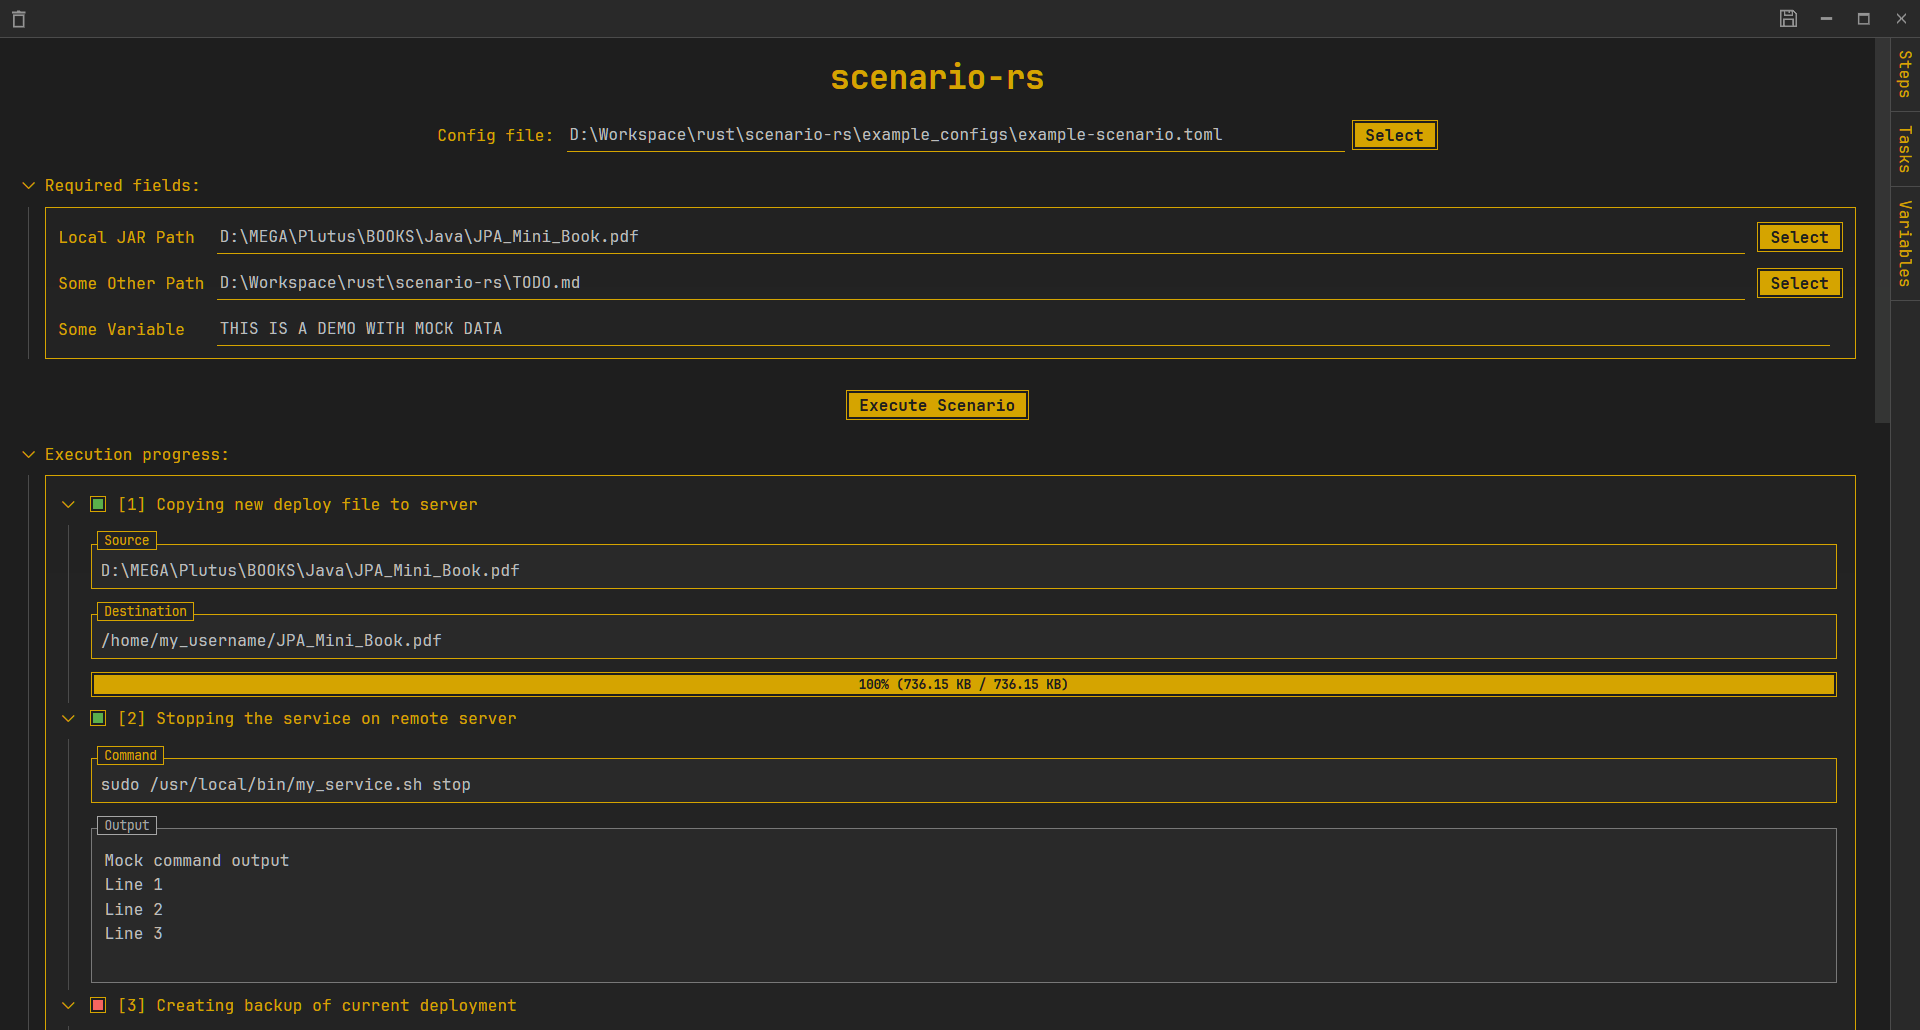 scenario-rs
Config file: D:\Workspace\rust\scenario-rs\example_configs\example-scenario.toml Select
Required fields:
Local JAR Path D:\MEGA\Plutus\BOOKS\Java\JPA_Mini_Book.pdf Select
Some Other Path D:\Workspace\rust\scenario-rs\TODO.md Select
Some Variable THIS IS A DEMO WITH MOCK DATA
Execute Scenario
Execution progress:
[1] Copying new deploy file to server
Source
D:\MEGA\Plutus\BOOKS\Java\JPA_Mini_Book.pdf
Destination
/home/my_username/JPA_Mini_Book.pdf
100% (736.15 KB / 736.15 KB)
[2] Stopping the service on remote server
Command
sudo /usr/local/bin/my_service.sh stop
Output
Mock command output
Line 1
Line 2
Line 3
[3] Creating backup of current deployment
Steps
Tasks
Variables